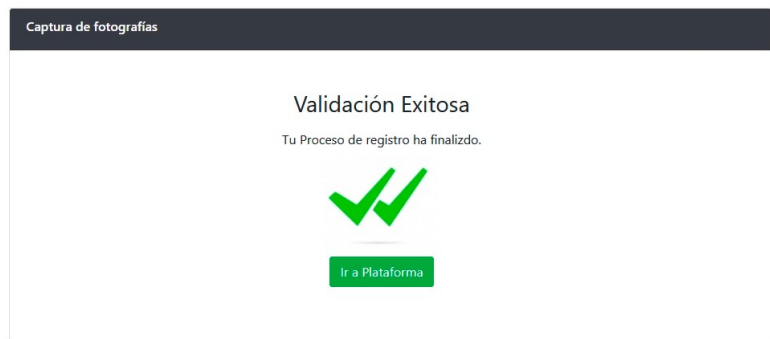 Captura de fotografías
Validación Exitosa
Tu Proceso de registro ha finalizdo.
Ir a Plataforma